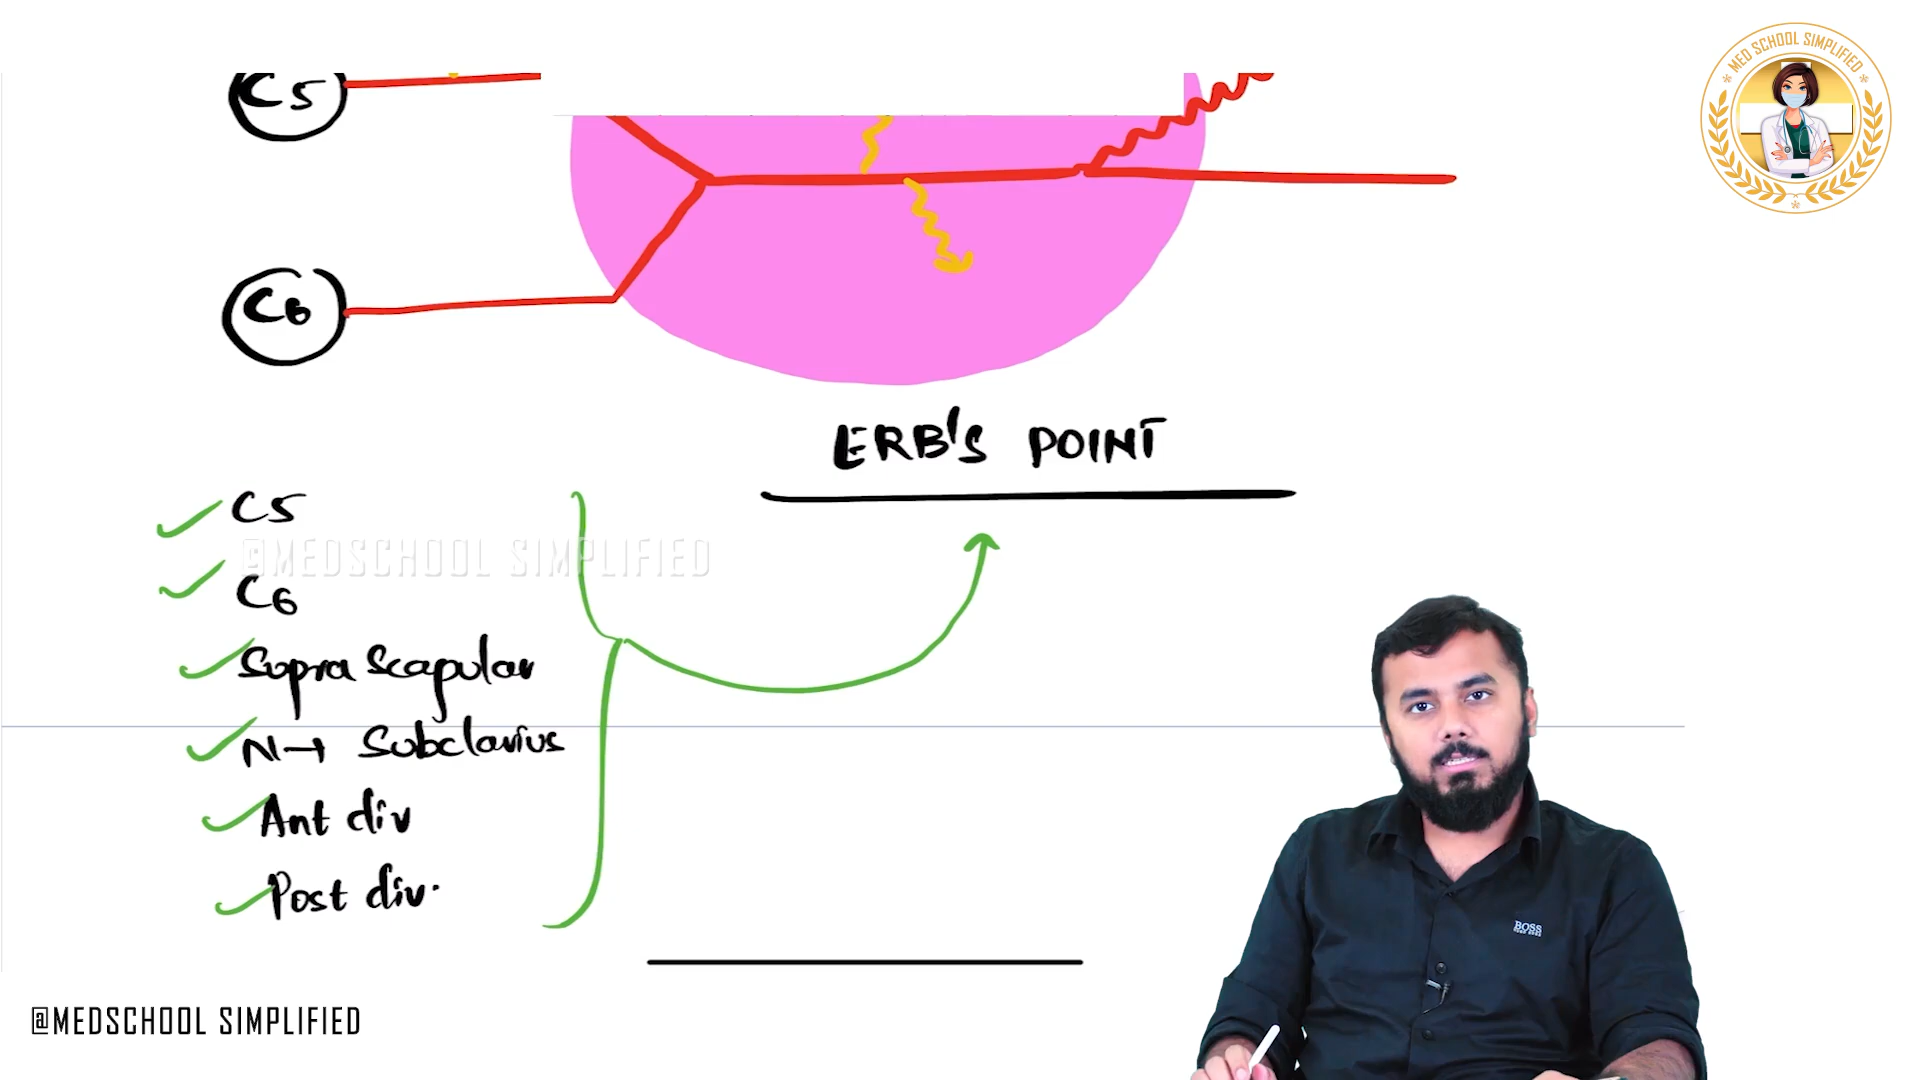 MED SCHOOL SIMPLIFIED
C5
C6
ERB'S POINT
C5
@MEDSCHOOL SIMPLIFIED
C6
Supra Scapular
N→ Subclavius
Ant div
Post div.
BOSS
@MEDSCHOOL SIMPLIFIED